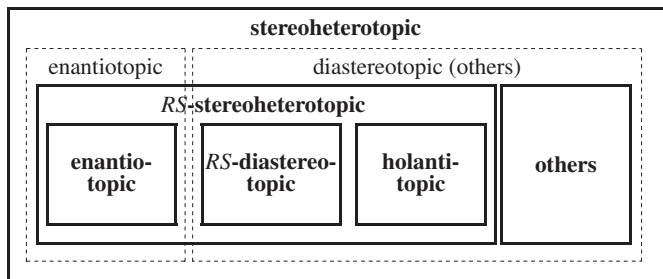 stereoheterotopic
enantiotopic diastereotopic (others)
RS-stereoheterotopic
enantio- RS-diastereo- holanti- others
topic topic topic